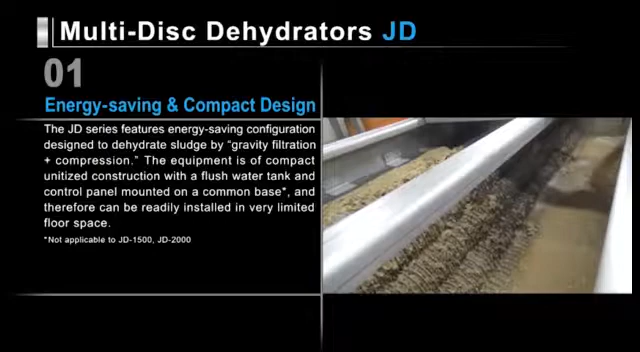 Multi-Disc Dehydrators JD
01
Energy-saving & Compact Design
The JD series features energy-saving configuration
designed to dehydrate sludge by “gravity filtration
+ compression.” The equipment is of compact
unitized construction with a flush water tank and
control panel mounted on a common base*, and
therefore can be readily installed in very limited
floor space.
*Not applicable to JD-1500, JD-2000